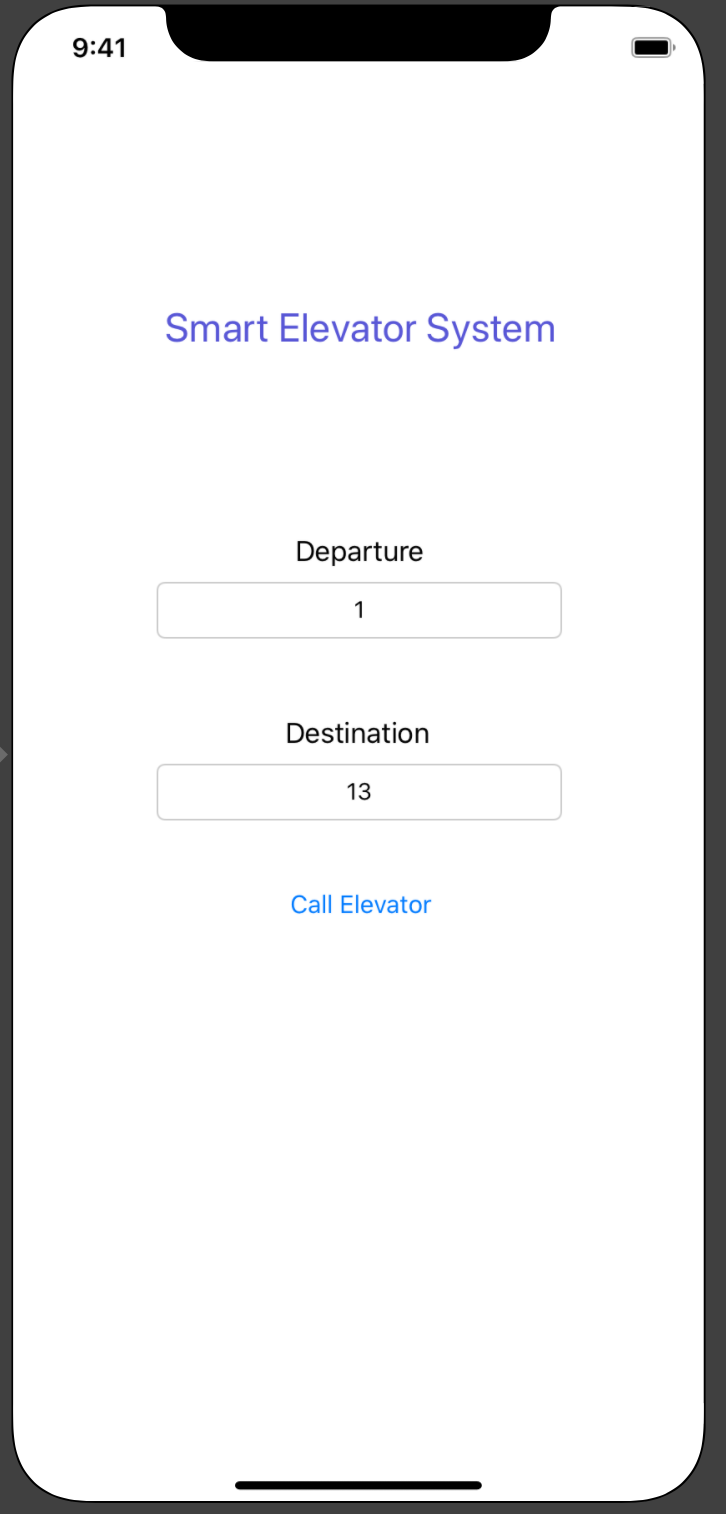 9:41
Smart Elevator System
Departure
1
Destination
13
Call Elevator